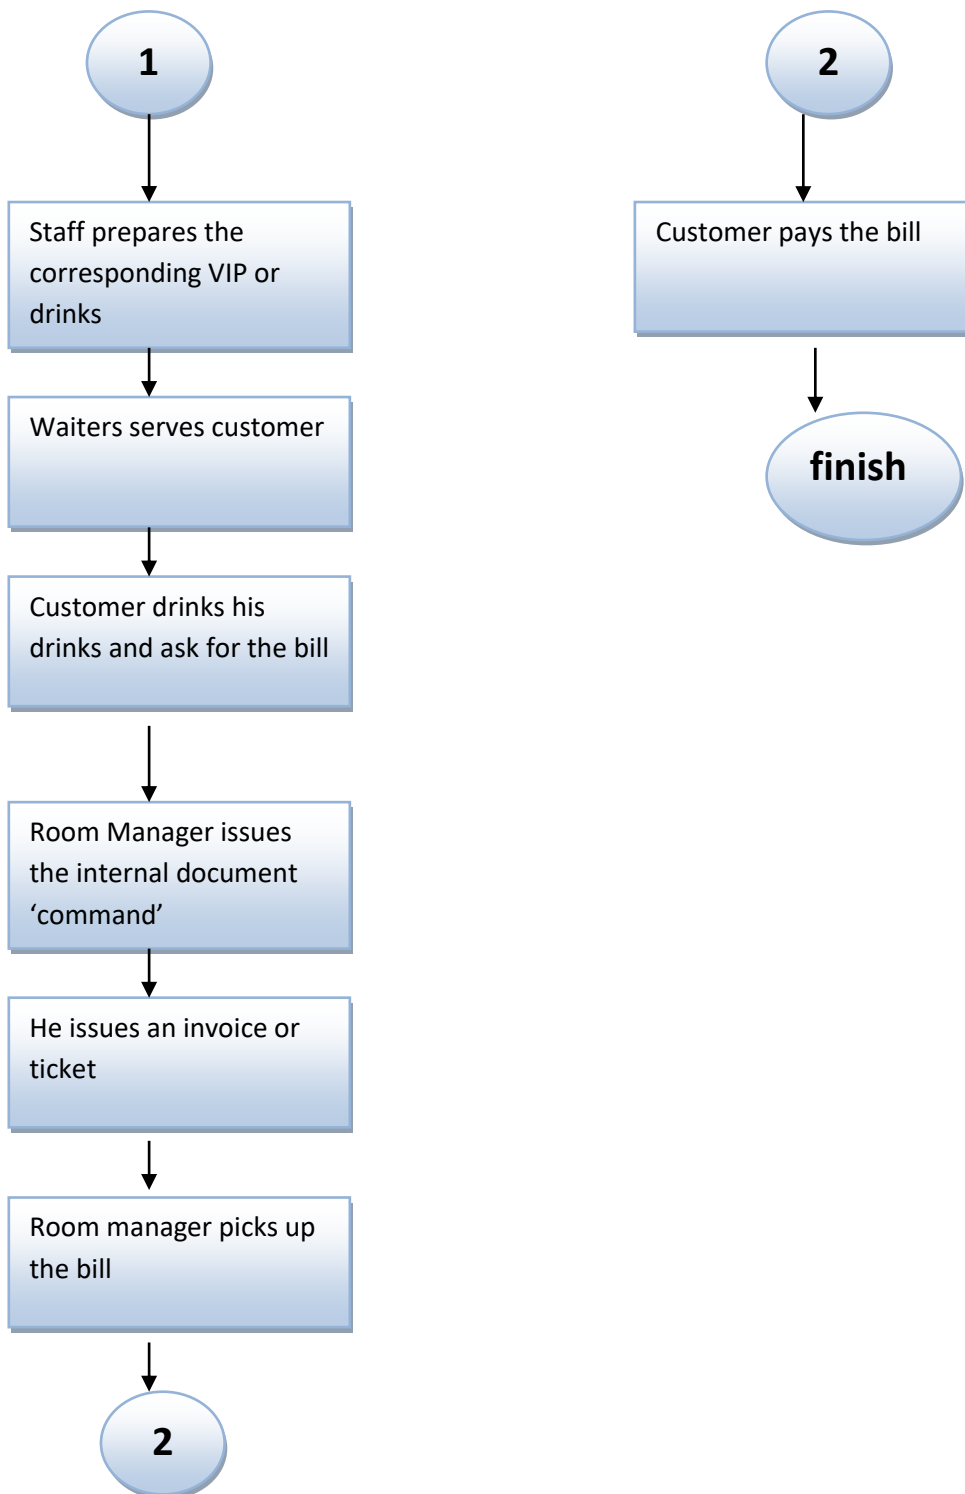 1
Staff prepares the
corresponding VIP or
drinks
Waiters serves customer
Customer drinks his
drinks and ask for the bill
Room Manager issues
the internal document
‘command’
He issues an invoice or
ticket
Room manager picks up
the bill
2
2
Customer pays the bill
finish